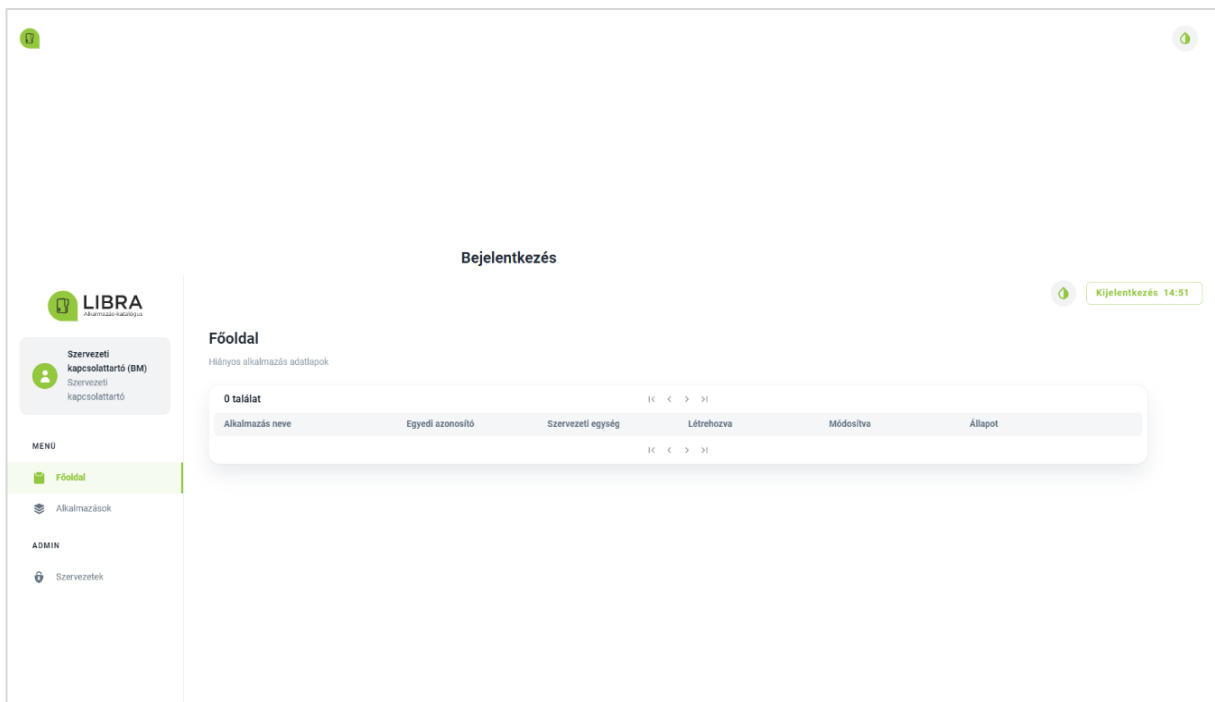 Bejelentkezés
LIBRA
Alkalmazás-katalógus
Kijelentkezés 14:51
Szervezeti
kapcsolattartó (BM)
Szervezeti
kapcsolattartó
MENÜ
Főoldal
Alkalmazások
ADMIN
Szervezetek
Főoldal
Hiányos alkalmazás adatlapok
0 találat
Alkalmazás neve Egyedi azonosító Szervezeti egység Létrehozva Módosítva Állapot